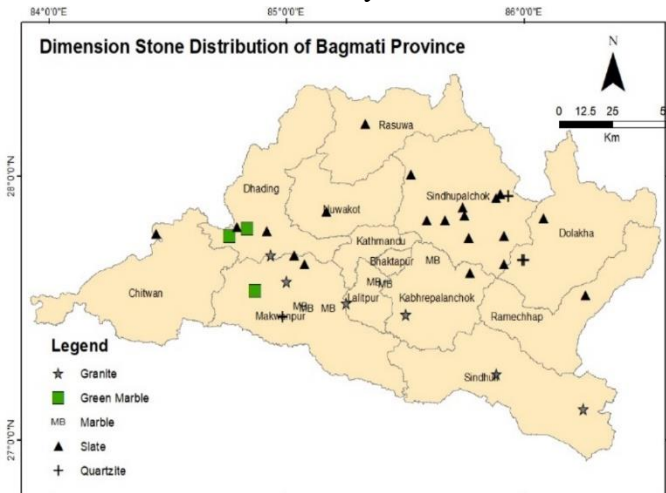 84°0'0"E 85°0'0"E 86°0'0"E
Dimension Stone Distribution of Bagmati Province
N
0 12.5 25 5
Km
28°0'0"N
27°0'0"N
Rasuwa
Dhading
Nuwakot
Sindhupalchok
Dolakha
Kathmandu
Bhaktapur
MB
Chitwan
MB
MB
Lalitpur
Kabhrepalanchok
MB
MB
MB
Makwanpur
Ramechhap
Sindhuli
Legend
Granite
Green Marble
MB Marble
Slate
Quartzite